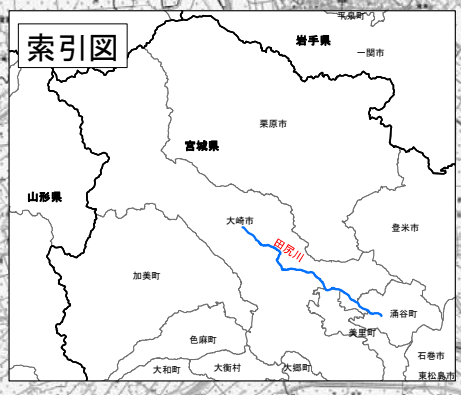 索引図
平泉町
岩手県
一関市
栗原市
宮城県
山形県
大崎市
登米市
田尻川
加美町
涌谷町
美里町
色麻町
石巻市
大和町
大衡村
大郷町
東松島市